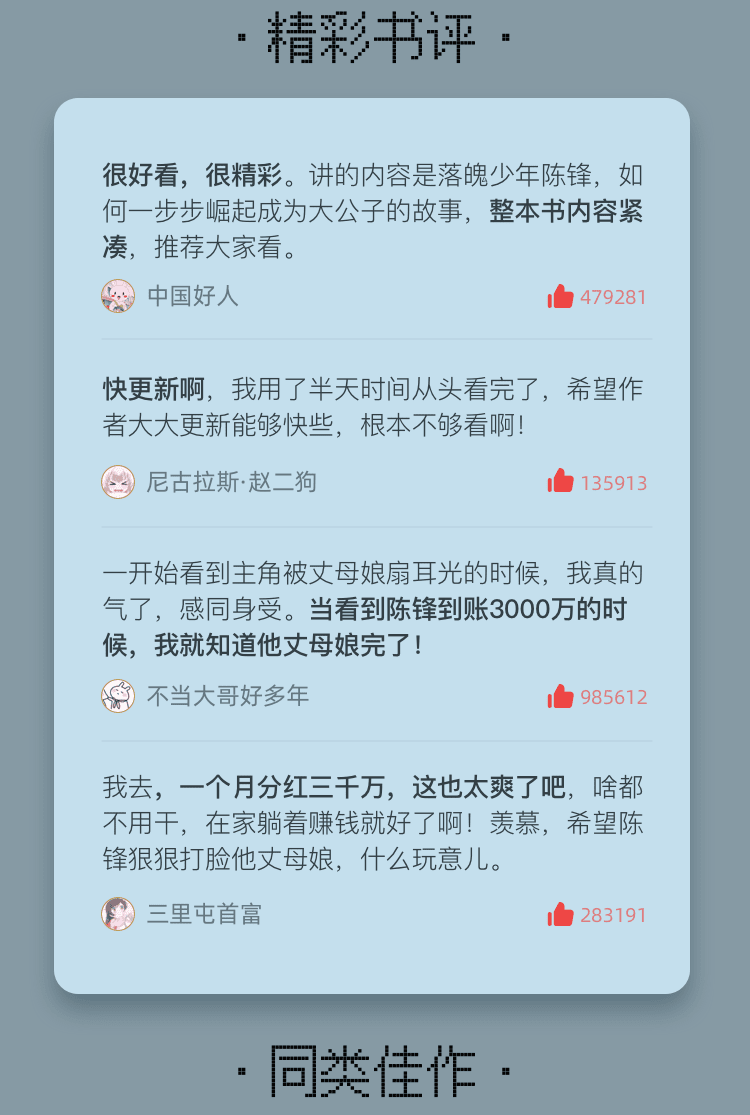 · 精彩书评 ·
很好看，很精彩。讲的内容是落魄少年陈锋，如
何一步步崛起成为大公子的故事，整本书内容紧
凑，推荐大家看。
中国好人 479281
快更新啊，我用了半天时间从头看完了，希望作
者大大更新能够快些，根本不够看啊！
尼古拉斯·赵二狗 135913
一开始看到主角被丈母娘扇耳光的时候，我真的
气了，感同身受。当看到陈锋到账3000万的时
候，我就知道他丈母娘完了！
不当大哥好多年 985612
我去，一个月分红三千万，这也太爽了吧，啥都
不用干，在家躺着赚钱就好了啊！羡慕，希望陈
锋狠狠打脸他丈母娘，什么玩意儿。
三里屯首富 283191
· 同类佳作 ·